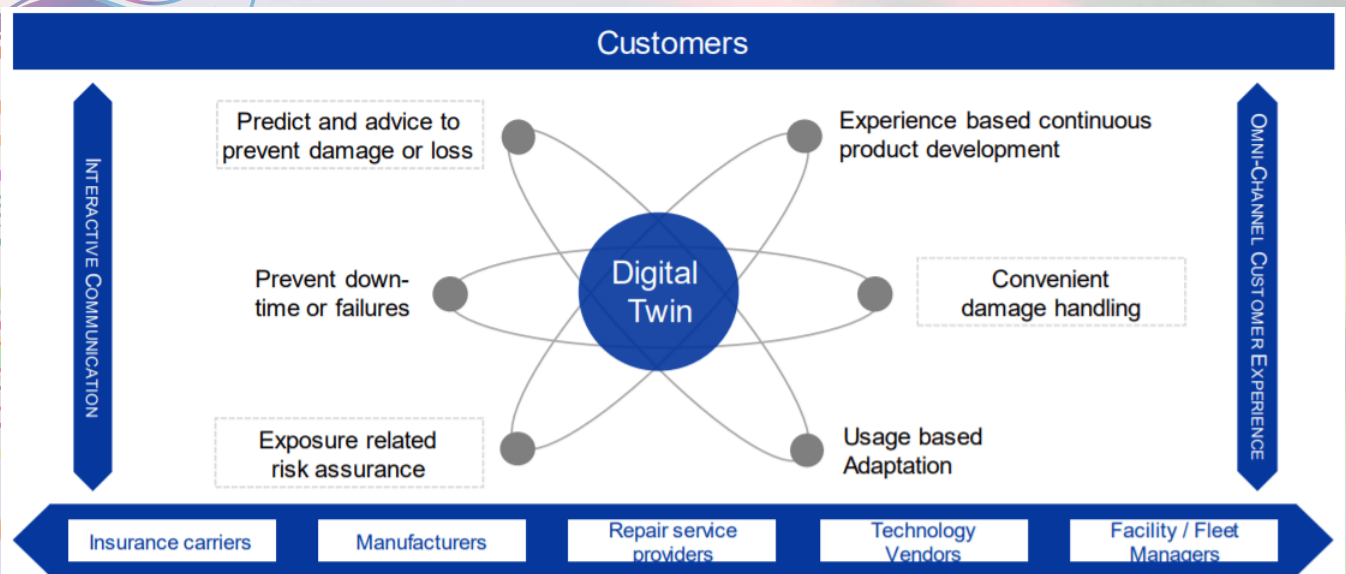 Customers
INTERACTIVE COMMUNICATION
Predict and advice to
prevent damage or loss
Experience based continuous
product development
OMNI-CHANNEL CUSTOMER EXPERIENCE
Prevent down-
time or failures
Digital
Twin
Convenient
damage handling
Exposure related
risk assurance
Usage based
Adaptation
Insurance carriers
Manufacturers
Repair service
providers
Technology
Vendors
Facility / Fleet
Managers